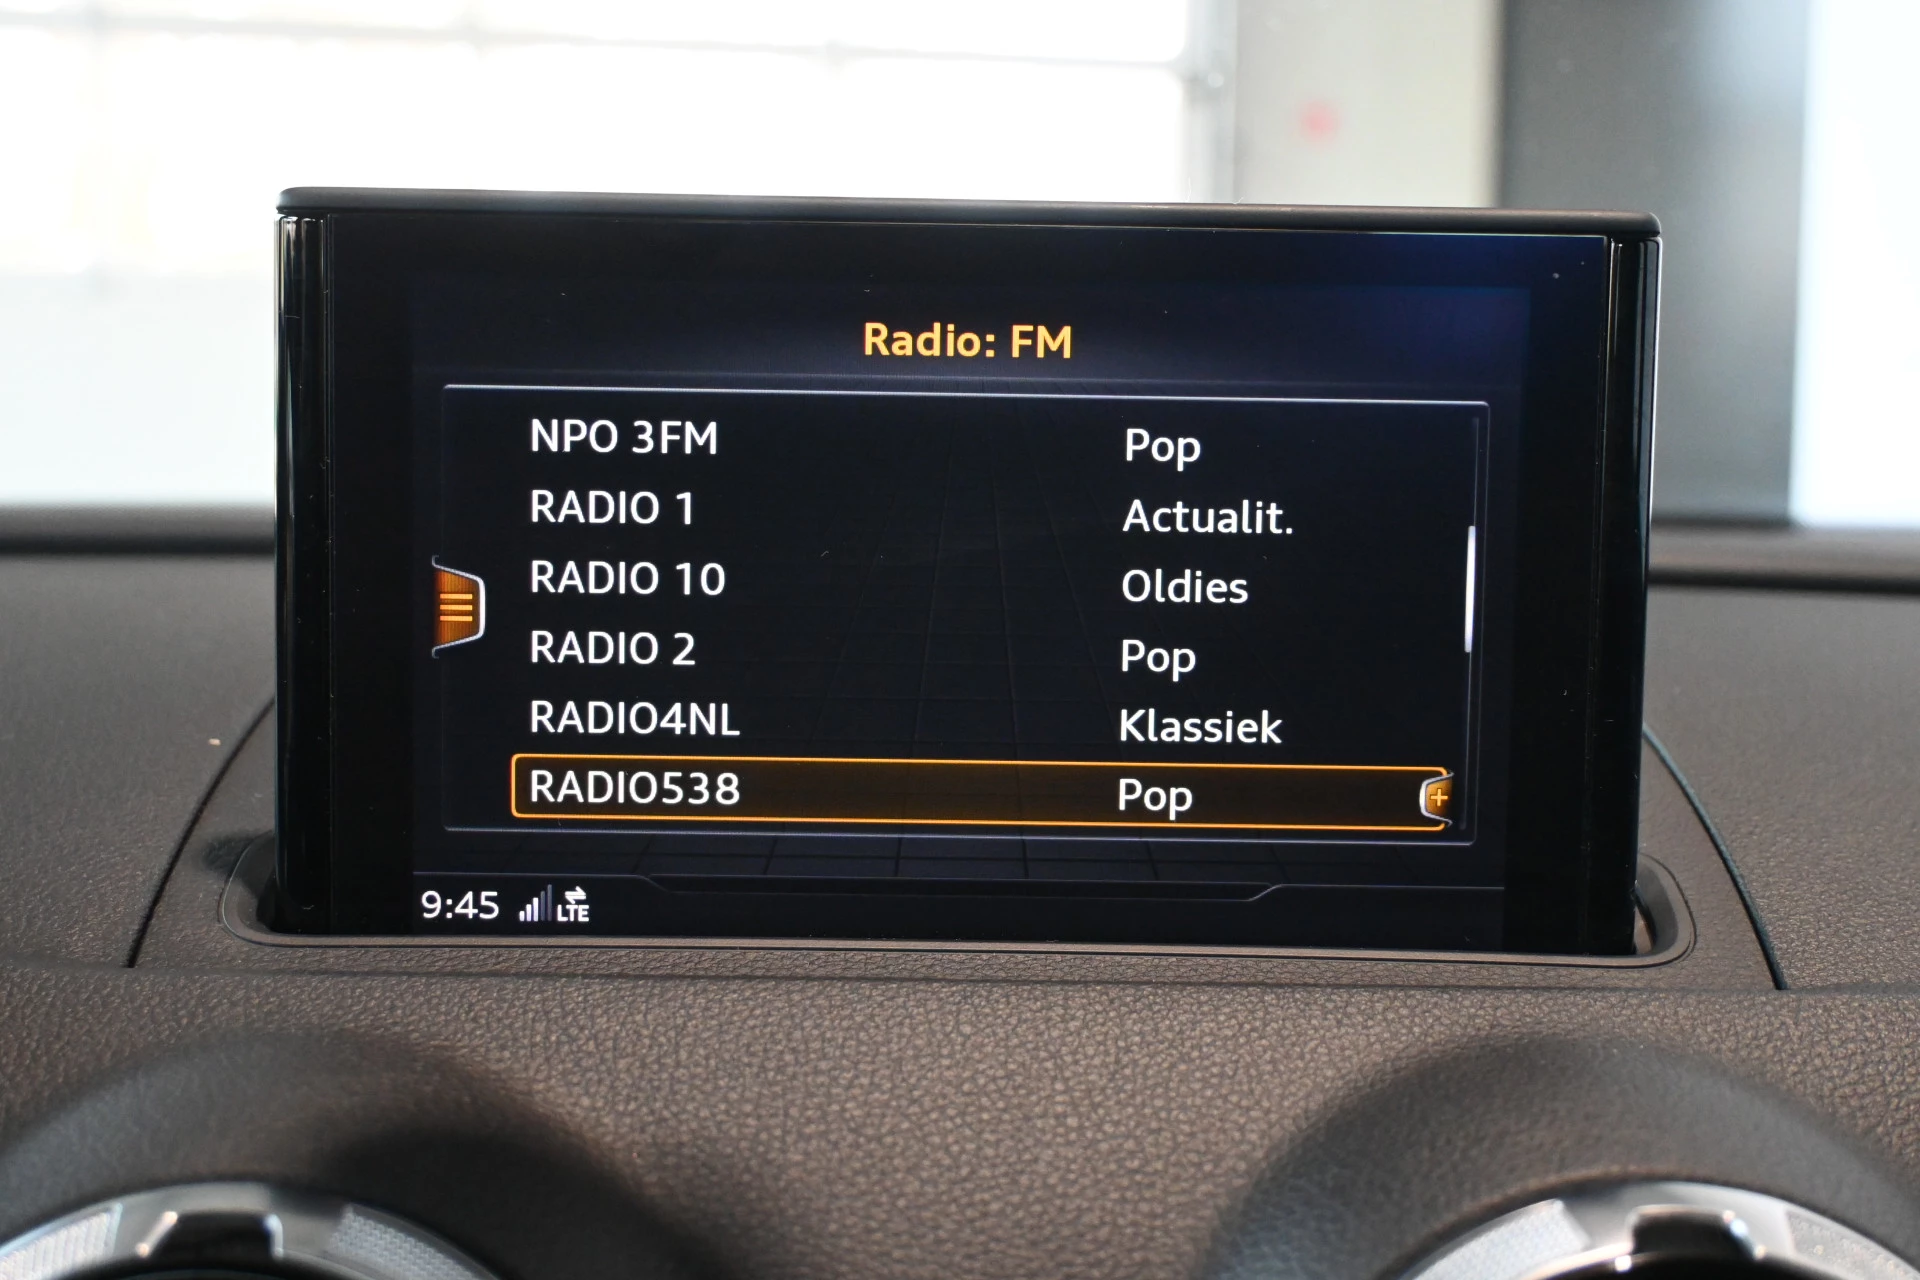 Radio: FM
NPO 3FM Pop
RADIO 1 Actualit.
RADIO 10 Oldies
RADIO 2 Pop
RADIO4NL Klassiek
RADIO538 Pop
9:45 LTE